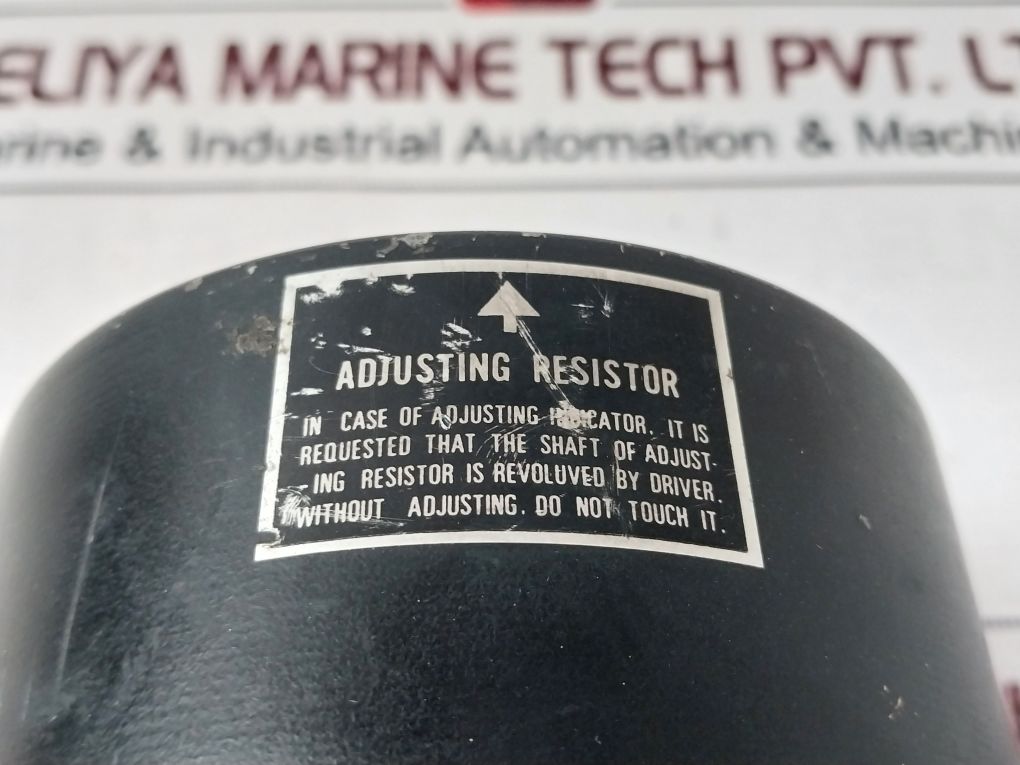 ELIYA MARINE TECH PVT. LT
rine & Industrial Automation & Machin
ADJUSTING RESISTOR
IN CASE OF ADJUSTING INDICATOR. IT IS
REQUESTED THAT THE SHAFT OF ADJUST-
-ING RESISTOR IS REVOLUVED BY DRIVER.
WITHOUT ADJUSTING. DO NOT TOUCH IT.